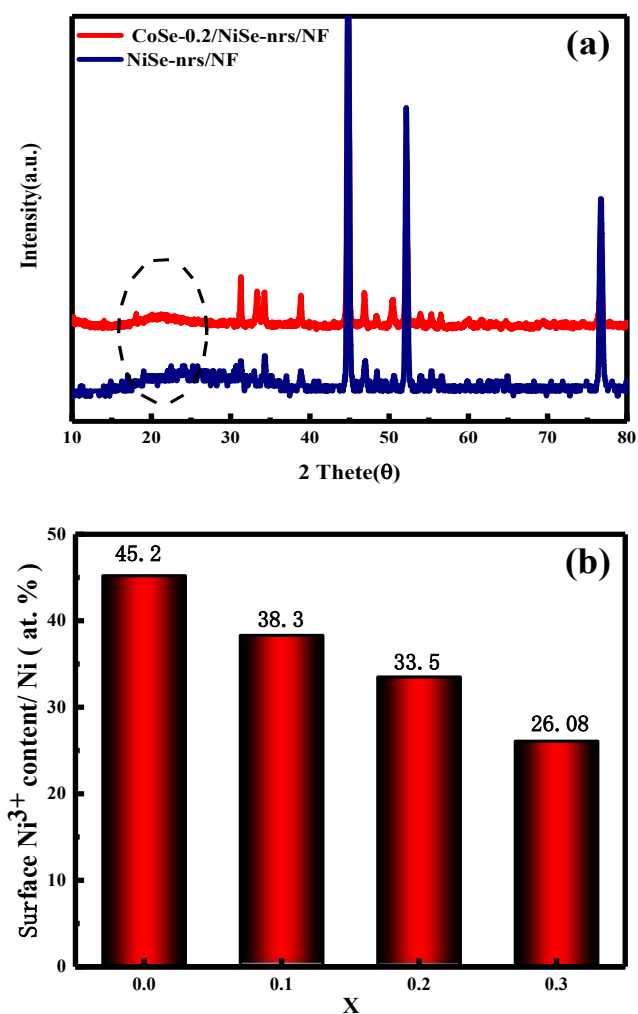 CoSe-0.2/NiSe-nrs/NF
NiSe-nrs/NF
(a)
Intensity(a.u.)
10 20 30 40 50 60 70 80
2 Thete(θ)
(b)
50
40
30
20
10
0
45.2
38.3
33.5
26.08
Surface Ni³⁺ content/ Ni ( at. % )
0.0 0.1 0.2 0.3
X